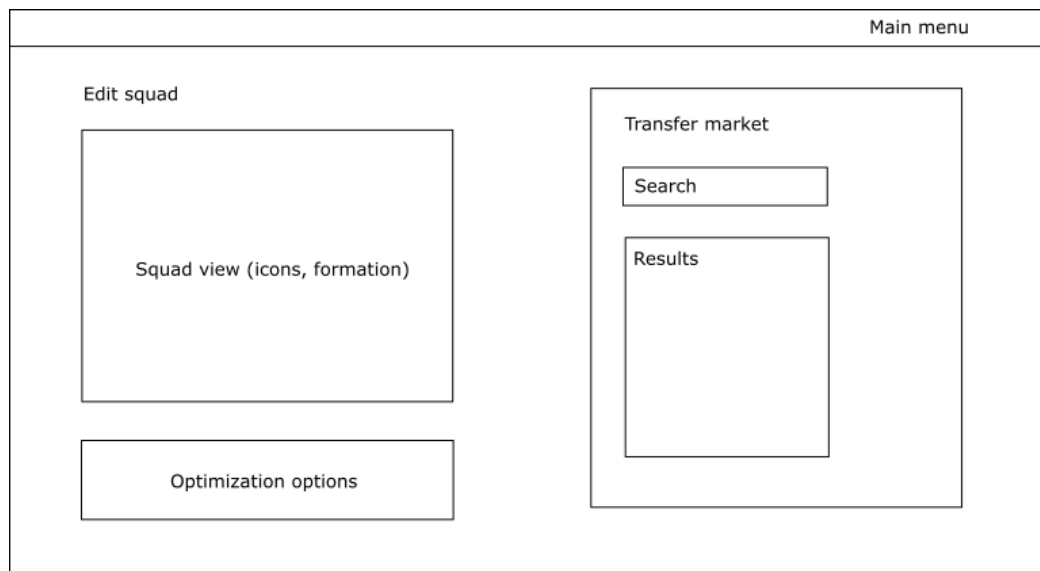 Main menu
Edit squad
Squad view (icons, formation)
Optimization options
Transfer market
Search
Results